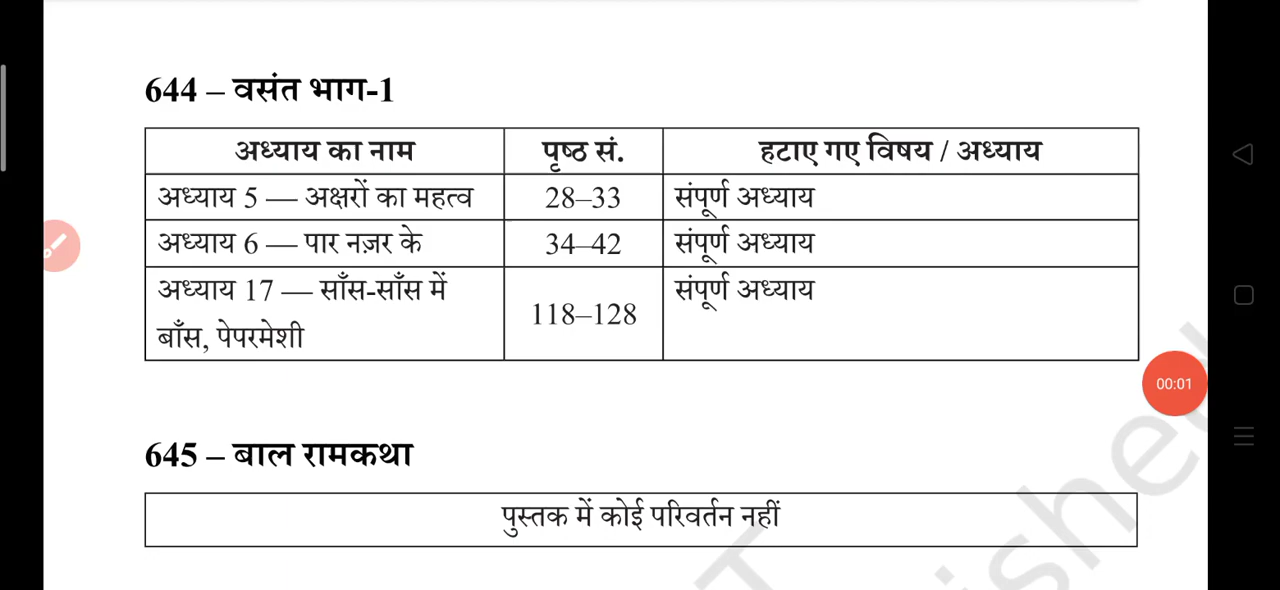 644 – वसंत भाग-1
अध्याय का नाम पृष्ठ सं. हटाए गए विषय / अध्याय
अध्याय 5 — अक्षरों का महत्व 28–33 संपूर्ण अध्याय
अध्याय 6 — पार नज़र के 34–42 संपूर्ण अध्याय
अध्याय 17 — साँस-साँस में संपूर्ण अध्याय
118–128
बाँस, पेपरमेशी
00:01
645 – बाल रामकथा
पुस्तक में कोई परिवर्तन नहीं